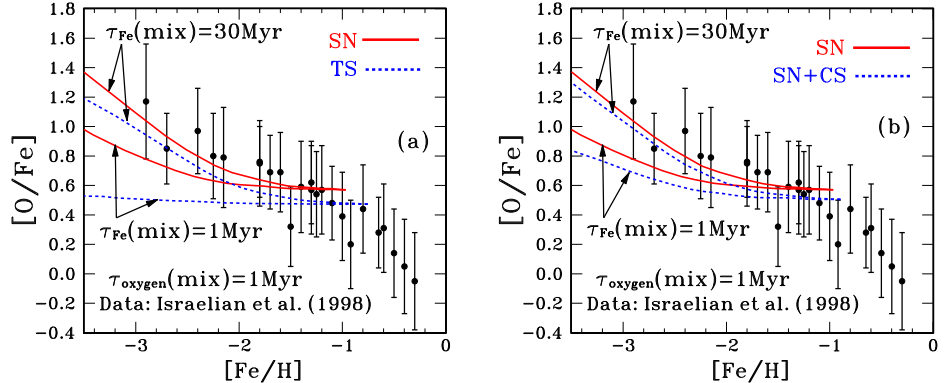 1.8
1.6
1.4
1.2
1.0
0.8
0.6
0.4
0.2
0.0
−0.2
−0.4
[O/Fe]
τFe(mix)=30Myr
SN
TS
(a)
τFe(mix)=1Myr
τoxygen(mix)=1Myr
Data: Israelian et al. (1998)
−3 −2 −1 0
[Fe/H]
1.8
1.6
1.4
1.2
1.0
0.8
0.6
0.4
0.2
0.0
−0.2
−0.4
[O/Fe]
τFe(mix)=30Myr
SN
SN+CS
(b)
τFe(mix)=1Myr
τoxygen(mix)=1Myr
Data: Israelian et al. (1998)
−3 −2 −1 0
[Fe/H]